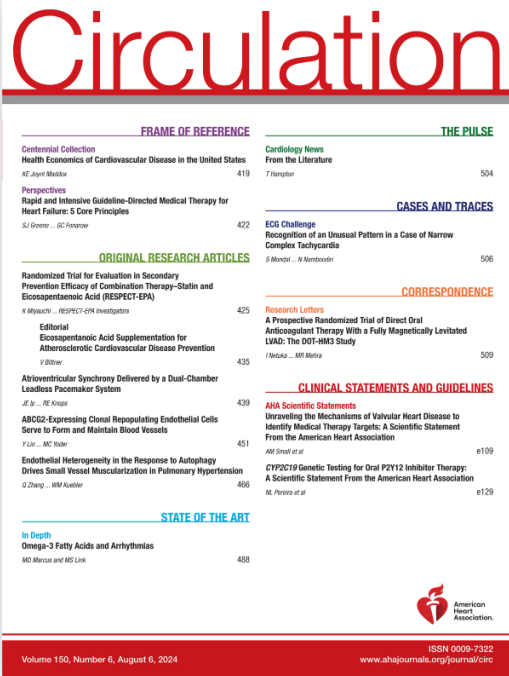 Circulation
FRAME OF REFERENCE
Centennial Collection
Health Economics of Cardiovascular Disease in the United States
KE Joynt Maddox 419
Perspectives
Rapid and Intensive Guideline-Directed Medical Therapy for
Heart Failure: 5 Core Principles
SJ Greene ... GC Fonarow 422
ORIGINAL RESEARCH ARTICLES
Randomized Trial for Evaluation in Secondary
Prevention Efficacy of Combination Therapy–Statin and
Eicosapentaenoic Acid (RESPECT-EPA)
K Miyauchi ... RESPECT-EPA Investigators 425
Editorial
Eicosapentanoic Acid Supplementation for
Atherosclerotic Cardiovascular Disease Prevention
V Bittner 435
Atrioventricular Synchrony Delivered by a Dual-Chamber
Leadless Pacemaker System
JE Ip ... RE Knops 439
ABCG2-Expressing Clonal Repopulating Endothelial Cells
Serve to Form and Maintain Blood Vessels
Y Lin ... MC Yoder 451
Endothelial Heterogeneity in the Response to Autophagy
Drives Small Vessel Muscularization in Pulmonary Hypertension
Q Zhang ... WM Kuebler 466
STATE OF THE ART
In Depth
Omega-3 Fatty Acids and Arrhythmias
MD Marcus and MS Link 488
THE PULSE
Cardiology News
From the Literature
T Hampton 504
CASES AND TRACES
ECG Challenge
Recognition of an Unusual Pattern in a Case of Narrow
Complex Tachycardia
S Mondal ... N Namboodiri 506
CORRESPONDENCE
Research Letters
A Prospective Randomized Trial of Direct Oral
Anticoagulant Therapy With a Fully Magnetically Levitated
LVAD: The DOT-HM3 Study
I Netuka ... MR Mehra 509
CLINICAL STATEMENTS AND GUIDELINES
AHA Scientific Statements
Unraveling the Mechanisms of Valvular Heart Disease to
Identify Medical Therapy Targets: A Scientific Statement
From the American Heart Association
AM Small et al e109
CYP2C19 Genetic Testing for Oral P2Y12 Inhibitor Therapy:
A Scientific Statement From the American Heart Association
NL Pereira et al e129
American
Heart
Association.
Volume 150, Number 6, August 6, 2024
ISSN 0009-7322
www.ahajournals.org/journal/circ